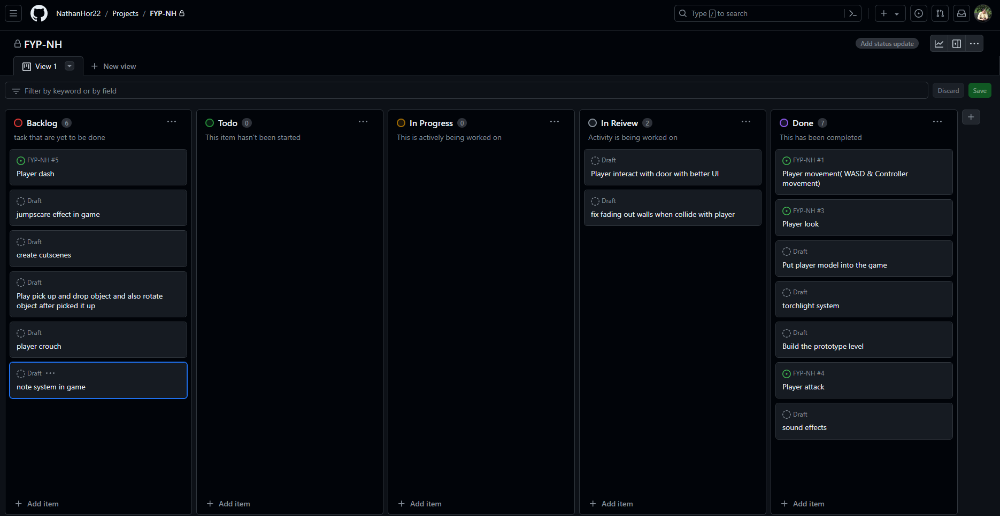 NathanHor22 / Projects / FYP-NH
Type / to search
FYP-NH
Add status update
View 1
New view
Filter by keyword or by field
Discard
Save
Backlog 6
task that are yet to be done
FYP-NH #5
Player dash
Draft
jumpscare effect in game
Draft
create cutscenes
Draft
Play pick up and drop object and also rotate
object after picked it up
Draft
player crouch
Draft
note system in game
Add item
Todo 0
This item hasn't been started
Add item
In Progress 0
This is actively being worked on
Add item
In Reivew 2
Activity is being worked on
Draft
Player interact with door with better UI
Draft
fix fading out walls when collide with player
Add item
Done 7
This has been completed
FYP-NH #1
Player movement( WASD & Controller
movement)
FYP-NH #3
Player look
Draft
Put player model into the game
Draft
torchlight system
Draft
Build the prototype level
FYP-NH #4
Player attack
Draft
sound effects
Add item